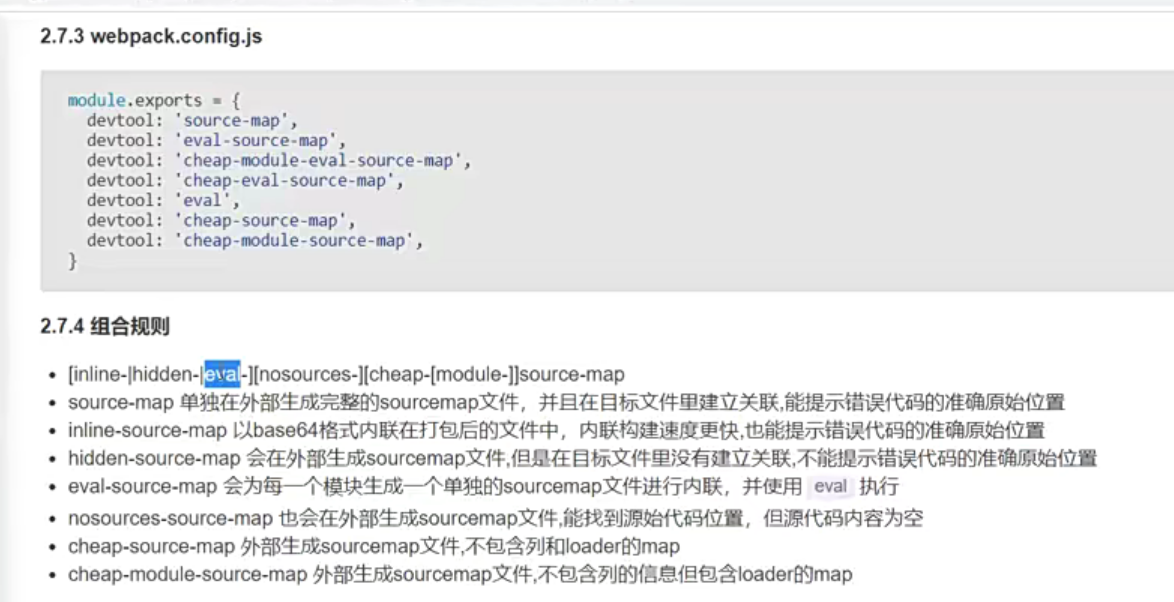 2.7.3 webpack.config.js
module.exports = {
  devtool: 'source-map',
  devtool: 'eval-source-map',
  devtool: 'cheap-module-eval-source-map',
  devtool: 'cheap-eval-source-map',
  devtool: 'eval',
  devtool: 'cheap-source-map',
  devtool: 'cheap-module-source-map',
}
2.7.4 组合规则
• [inline-|hidden-|eval-][nosources-][cheap-[module-]]source-map
• source-map 单独在外部生成完整的sourcemap文件，并且在目标文件里建立关联,能提示错误代码的准确原始位置
• inline-source-map 以base64格式内联在打包后的文件中，内联构建速度更快,也能提示错误代码的准确原始位置
• hidden-source-map 会在外部生成sourcemap文件,但是在目标文件里没有建立关联,不能提示错误代码的准确原始位置
• eval-source-map 会为每一个模块生成一个单独的sourcemap文件进行内联，并使用 eval 执行
• nosources-source-map 也会在外部生成sourcemap文件,能找到源始代码位置，但源代码内容为空
• cheap-source-map 外部生成sourcemap文件,不包含列和loader的map
• cheap-module-source-map 外部生成sourcemap文件,不包含列的信息但包含loader的map